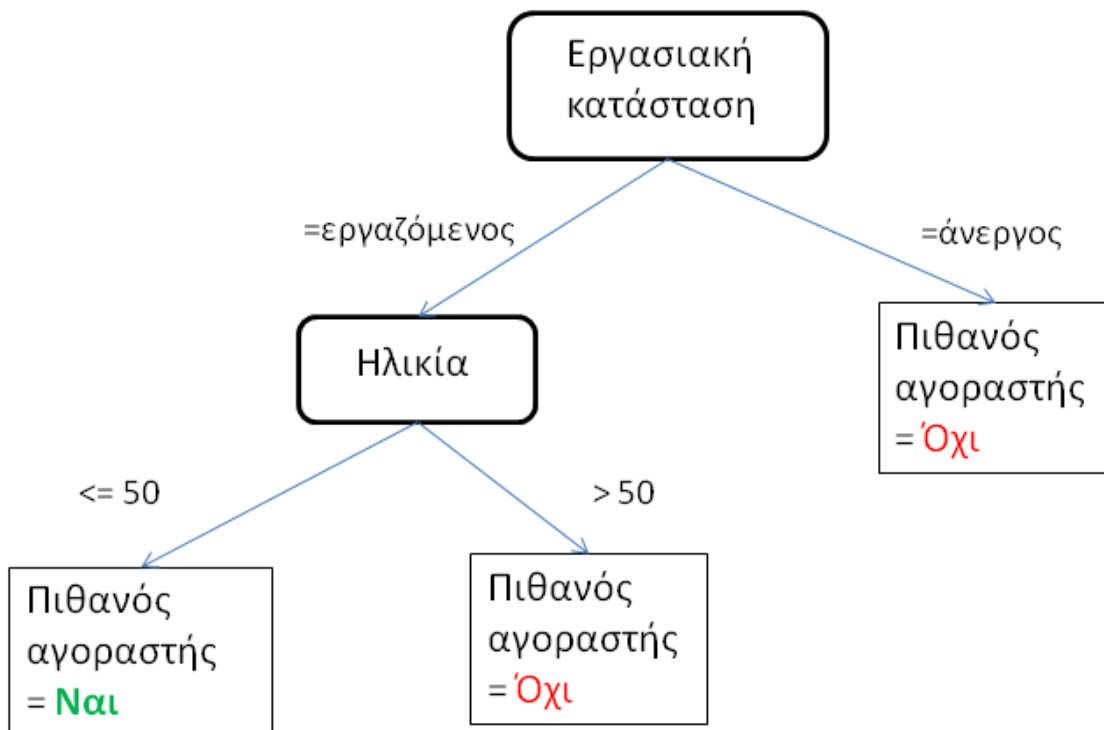 Εργασιακή
κατάσταση
=εργαζόμενος
=άνεργος
Ηλικία
Πιθανός
αγοραστής
= Όχι
<= 50
> 50
Πιθανός
αγοραστής
= Ναι
Πιθανός
αγοραστής
= Όχι